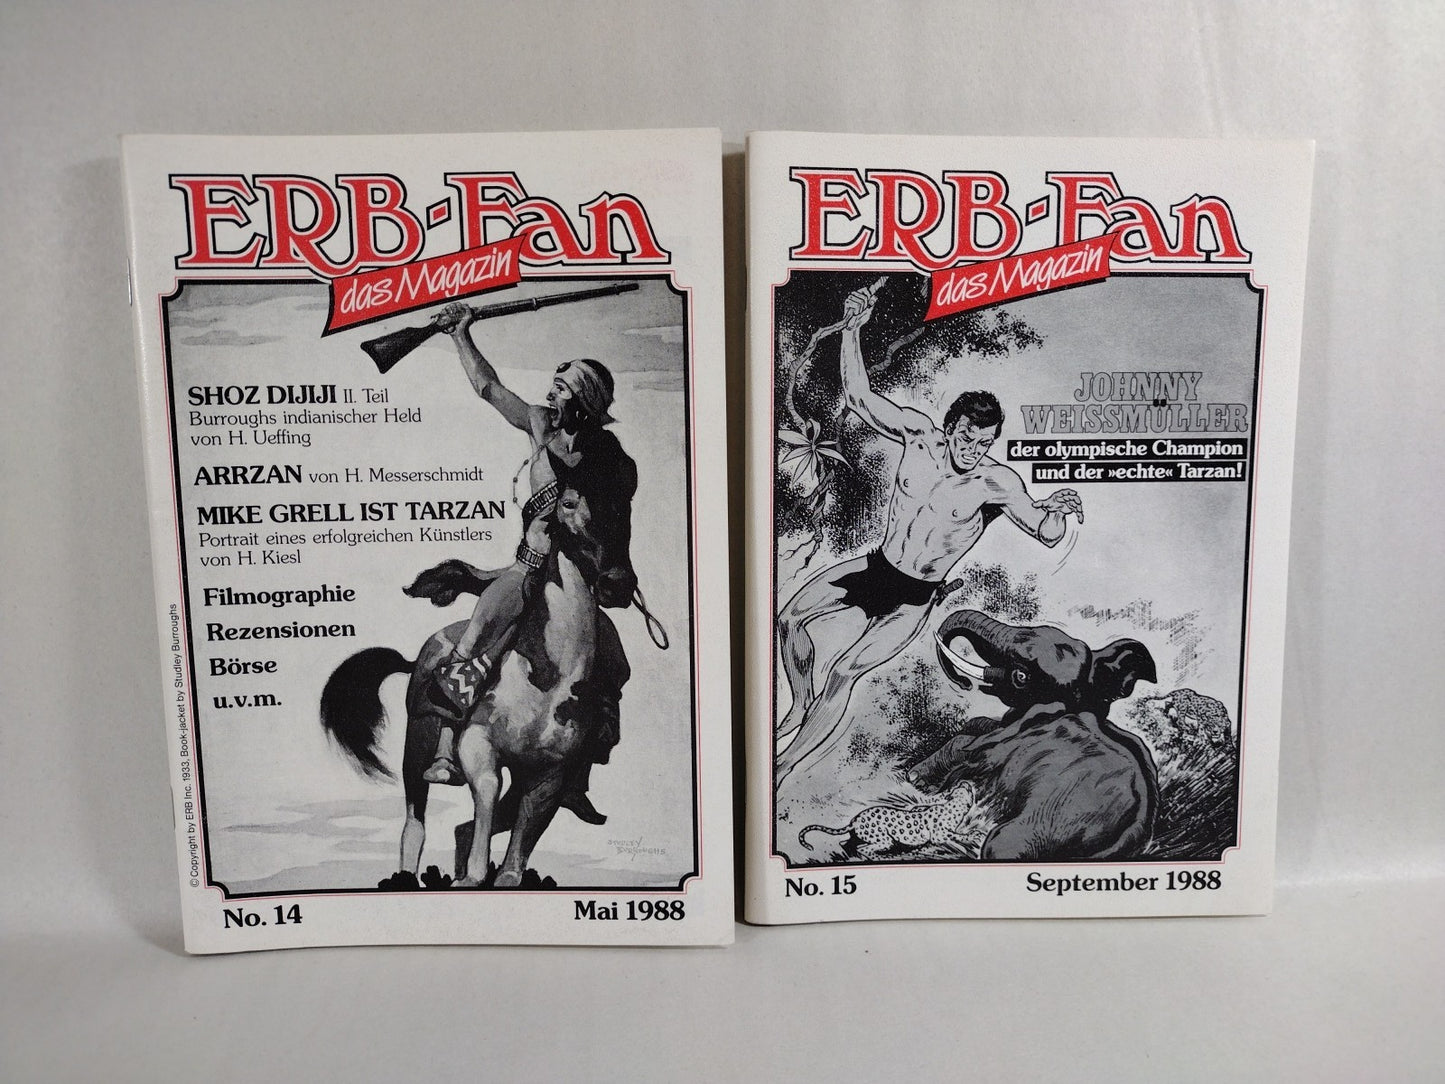 ERB-Fan
das Magazin
SHOZ DIJIJI II. Teil
Burroughs indianischer Held
von H. Ueffing
ARRZAN von H. Messerschmidt
MIKE GRELL IST TARZAN
Portrait eines erfolgreichen Künstlers
von H. Kiesl
Filmographie
Rezensionen
Börse
u.v.m.
© Copyright by ERB Inc. 1933, Book-jacket by Studley Burroughs
STUDLEY
BURROUGHS
No. 14
Mai 1988
ERB-Fan
das Magazin
JOHNNY
WEISSMÜLLER
der olympische Champion
und der »echte« Tarzan!
No. 15
September 1988